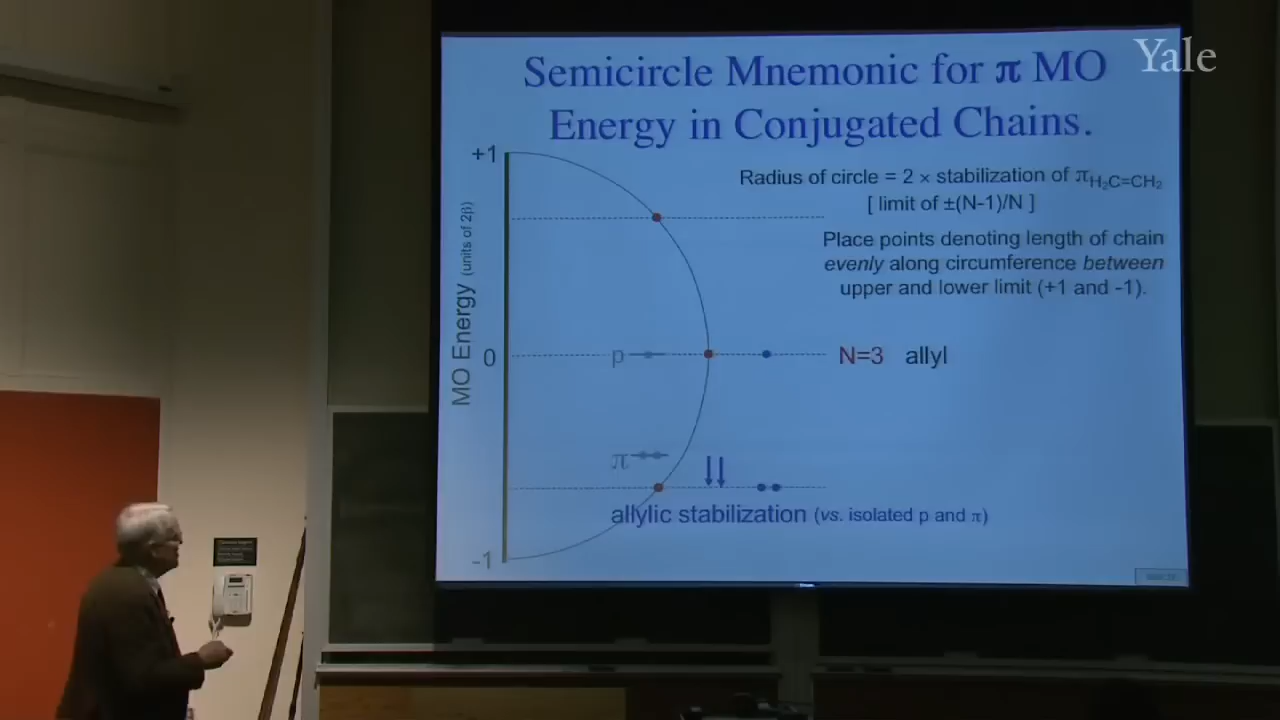 Yale
Semicircle Mnemonic for π MO
Energy in Conjugated Chains.
+1
Radius of circle = 2 × stabilization of π H₂C=CH₂
[ limit of ±(N-1)/N ]
Place points denoting length of chain
evenly along circumference between
upper and lower limit (+1 and -1).
MO Energy (units of 2β)
0
p
N=3 allyl
π
allylic stabilization (vs. isolated p and π)
-1